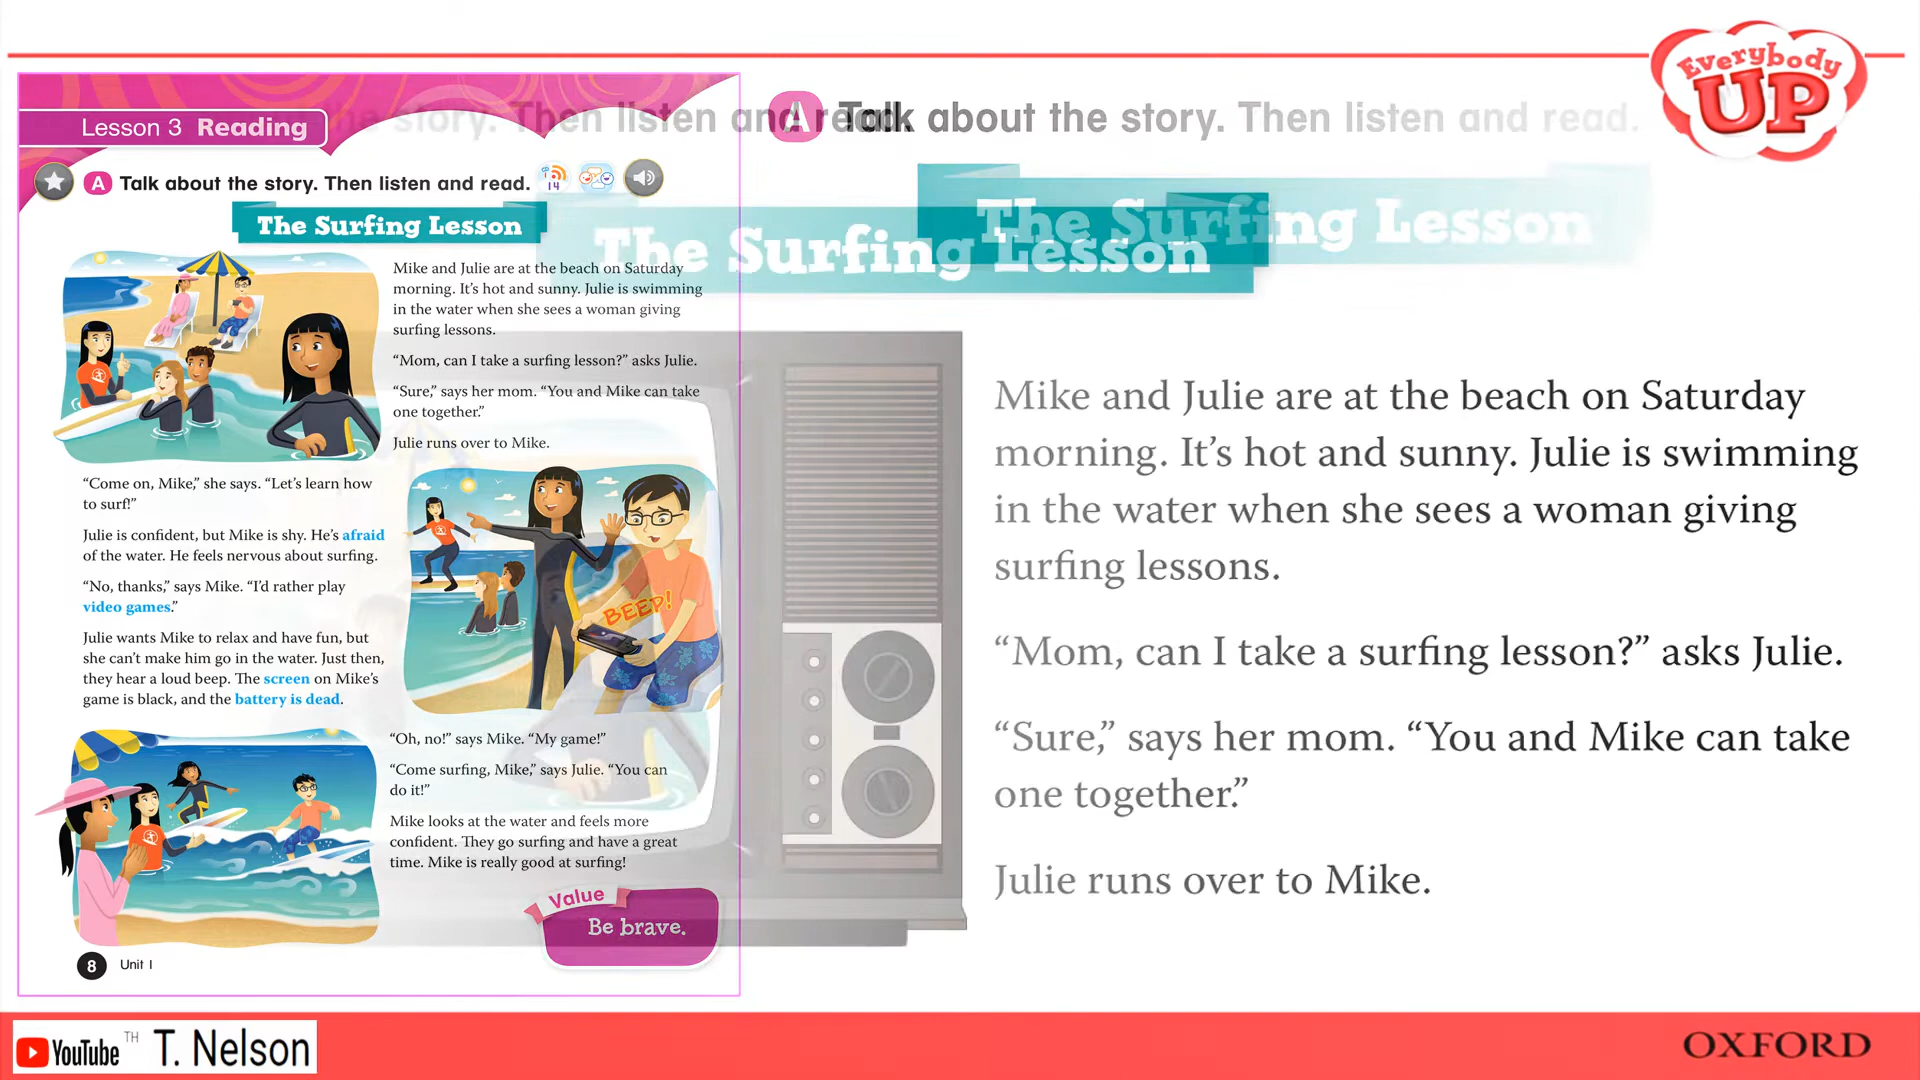 Everybody
UP
Lesson 3 Reading
A Talk about the story. Then listen and read.
14
The Surfing Lesson
Mike and Julie are at the beach on Saturday
morning. It's hot and sunny. Julie is swimming
in the water when she sees a woman giving
surfing lessons.
“Mom, can I take a surfing lesson?” asks Julie.
“Sure,” says her mom. “You and Mike can take
one together.”
Julie runs over to Mike.
“Come on, Mike,” she says. “Let's learn how
to surf!”
Julie is confident, but Mike is shy. He's afraid
of the water. He feels nervous about surfing.
“No, thanks,” says Mike. “I'd rather play
video games.”
Julie wants Mike to relax and have fun, but
she can't make him go in the water. Just then,
they hear a loud beep. The screen on Mike's
game is black, and the battery is dead.
BEEP!
“Oh, no!” says Mike. “My game!”
“Come surfing, Mike,” says Julie. “You can
do it!”
Mike looks at the water and feels more
confident. They go surfing and have a great
time. Mike is really good at surfing!
Value
Be brave.
8 Unit 1
the story. Then listen and read.
The Surfing Lesson
A Talk about the story. Then listen and read.
The Surfing Lesson
Mike and Julie are at the beach on Saturday
morning. It's hot and sunny. Julie is swimming
in the water when she sees a woman giving
surfing lessons.
“Mom, can I take a surfing lesson?” asks Julie.
“Sure,” says her mom. “You and Mike can take
one together.”
Julie runs over to Mike.
YouTube TH T. Nelson
OXFORD